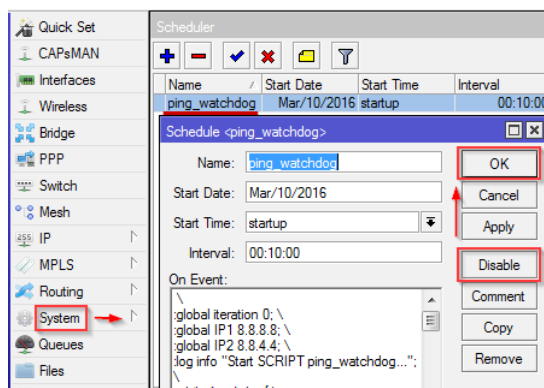 Quick Set
CAPsMAN
Interfaces
Wireless
Bridge
PPP
Switch
Mesh
255
IP
MPLS
Routing
System
Queues
Files
Scheduler
Name / Start Date Start Time Interval
ping_watchdog Mar/10/2016 startup 00:10:00
Schedule <ping_watchdog>
Name: ping_watchdog
Start Date: Mar/10/2016
Start Time: startup
Interval: 00:10:00
On Event:
\
:global iteration 0; \
:global IP1 8.8.8.8; \
:global IP2 8.8.4.4; \
:log info "Start SCRIPT ping_watchdog...";
\
OK
Cancel
Apply
Disable
Comment
Copy
Remove